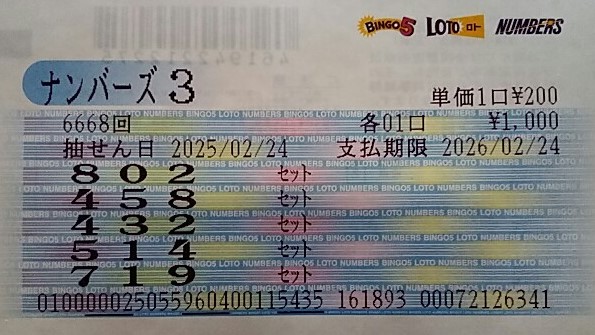 BINGO5 LOTO ロト NUMBERS
ナンバーズ3
単価1口¥200
6668回 各01口 ¥1,000
抽せん日 2025/02/24 支払期限 2026/02/24
802 セット
458 セット
432 セット
514 セット
719 セット
01000002505596040011543​5 161893 00072126341